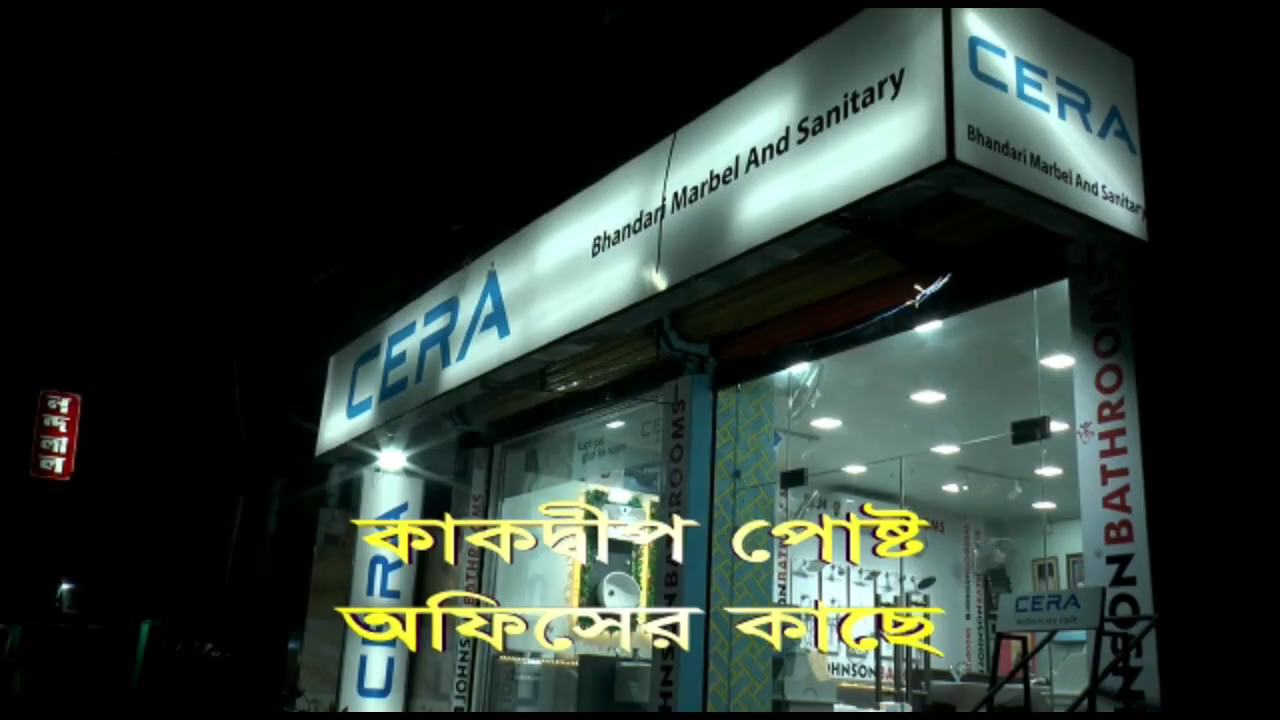 CERA
Bhandari Marbel And Sanitary
CERA
Bhandari Marbel And Sanitary
নন্দলাল
CERA
JOHNSON BATHROOMS
BATHROOMS
কাকদ্বীপ পোষ্ট
অফিসের কাছে
CERA